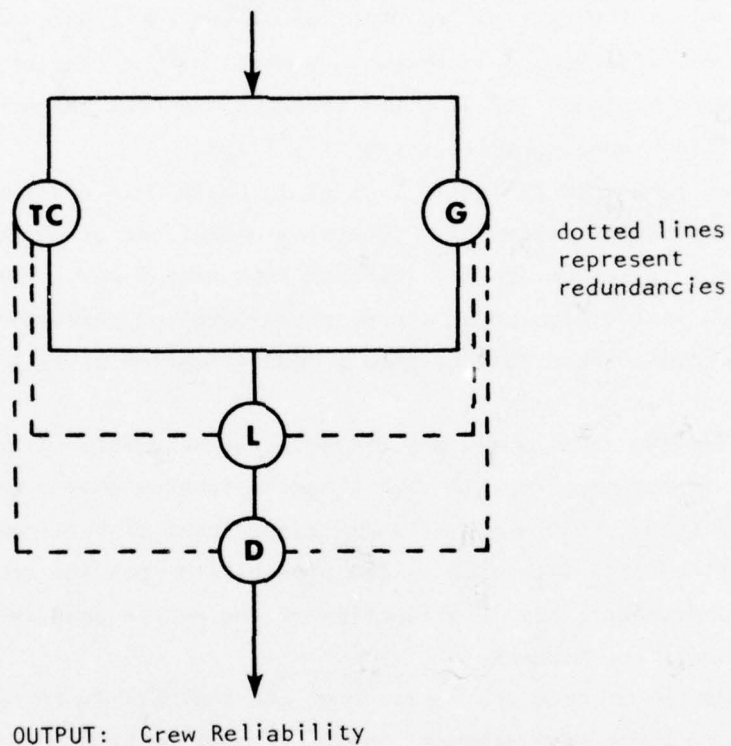 TC
G
dotted lines
represent
redundancies
L
D
OUTPUT: Crew Reliability